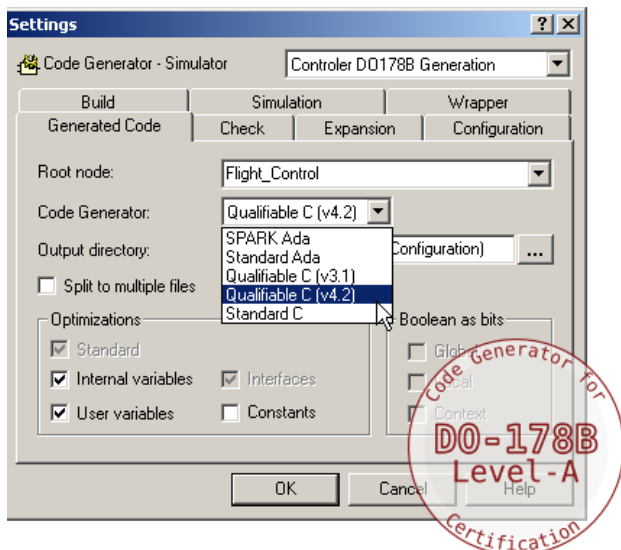 Settings
Code Generator - Simulator
Controler DO178B Generation
Build
Simulation
Wrapper
Generated Code
Check
Expansion
Configuration
Root node:
Flight_Control
Code Generator:
Qualifiable C (v4.2)
SPARK Ada
Standard Ada
Qualifiable C (v3.1)
Qualifiable C (v4.2)
Standard C
Output directory:
Configuration)
...
Split to multiple files
Optimizations
Standard
Internal variables
Interfaces
User variables
Constants
Boolean as bits
Global
Local
Context
OK
Cancel
Help
Code Generator for
DO-178B
Level-A
Certification